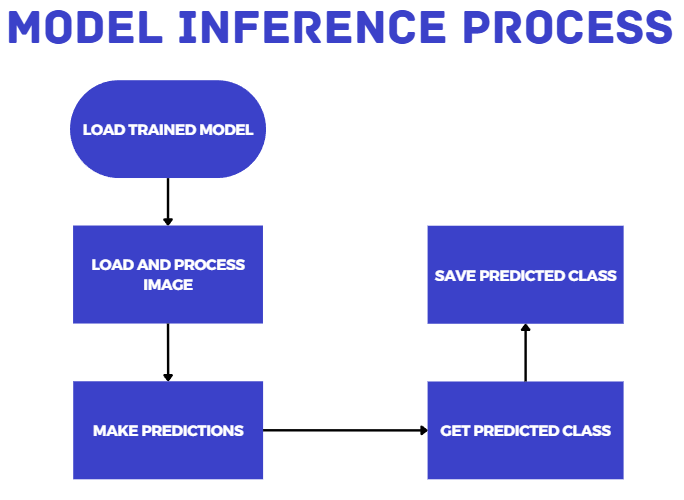 MODEL INFERENCE PROCESS
LOAD TRAINED MODEL
LOAD AND PROCESS
IMAGE
MAKE PREDICTIONS
GET PREDICTED CLASS
SAVE PREDICTED CLASS